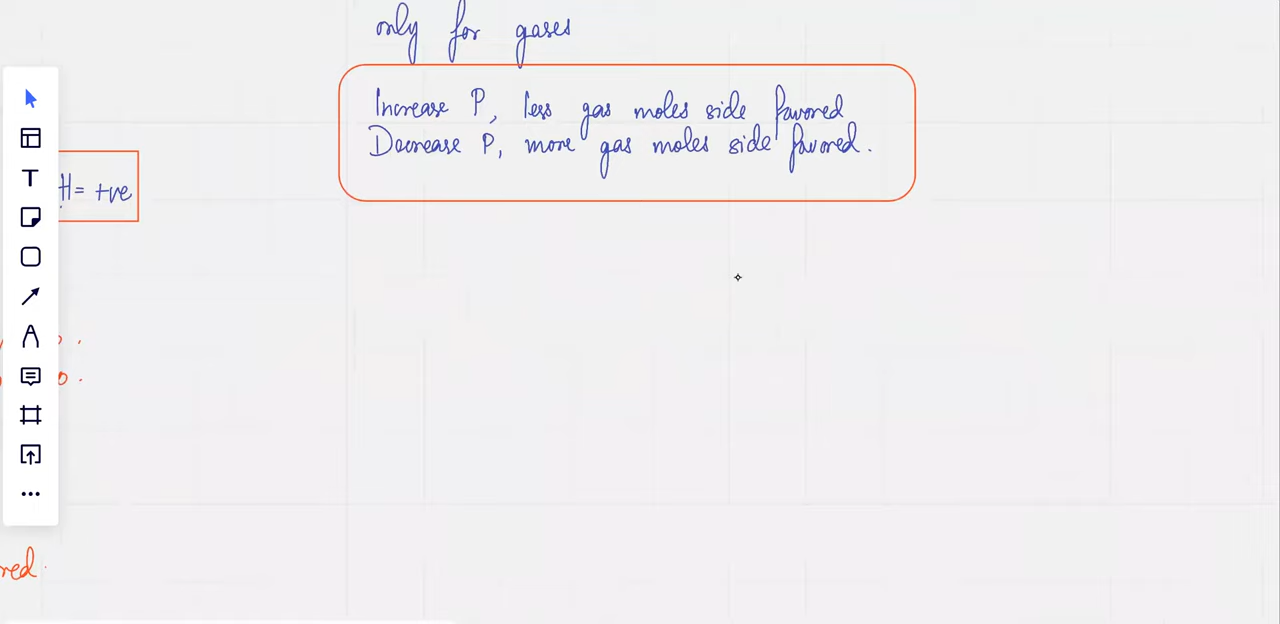 only for gases
Increase P, less gas moles side favored
Decrease P, more gas moles side favored.
H = +ve
red.